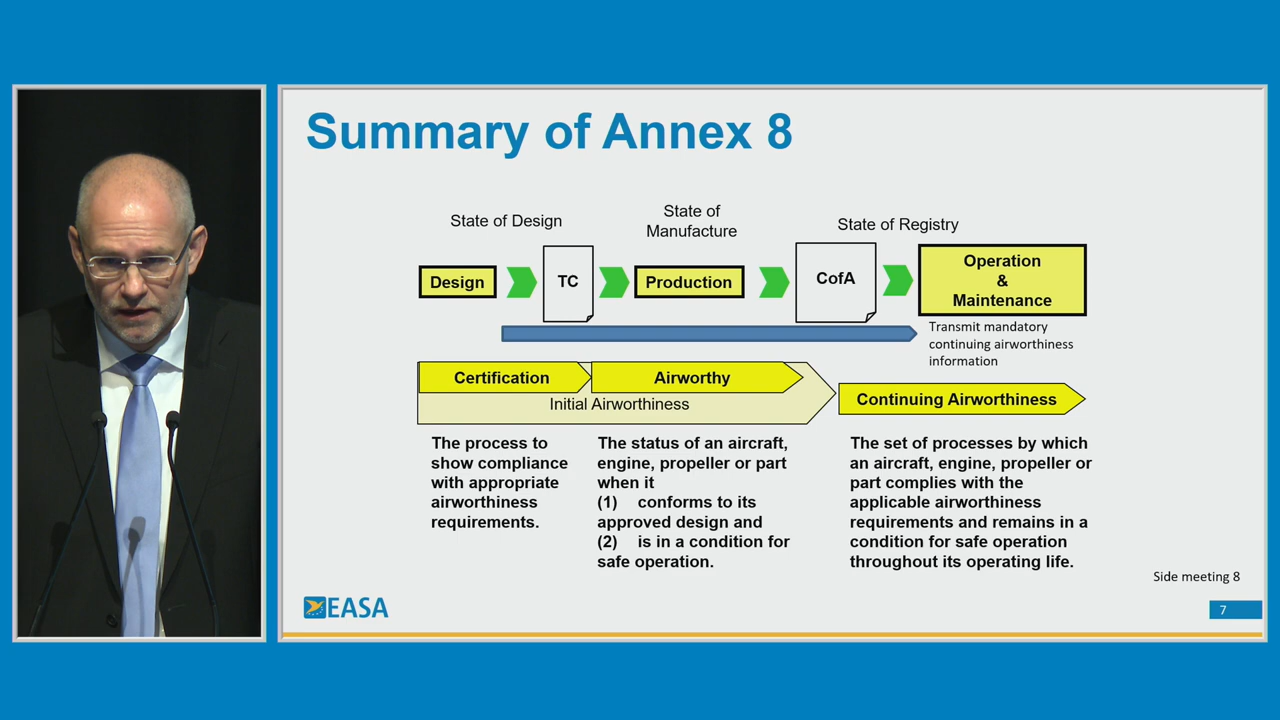 Summary of Annex 8
State of Design
State of
Manufacture
State of Registry
Design
TC
Production
CofA
Operation
&
Maintenance
Transmit mandatory
continuing airworthiness
information
Certification
Airworthy
Initial Airworthiness
Continuing Airworthiness
The process to
show compliance
with appropriate
airworthiness
requirements.
The status of an aircraft,
engine, propeller or part
when it
(1) conforms to its
approved design and
(2) is in a condition for
safe operation.
The set of processes by which
an aircraft, engine, propeller or
part complies with the
applicable airworthiness
requirements and remains in a
condition for safe operation
throughout its operating life.
Side meeting 8
EASA
7